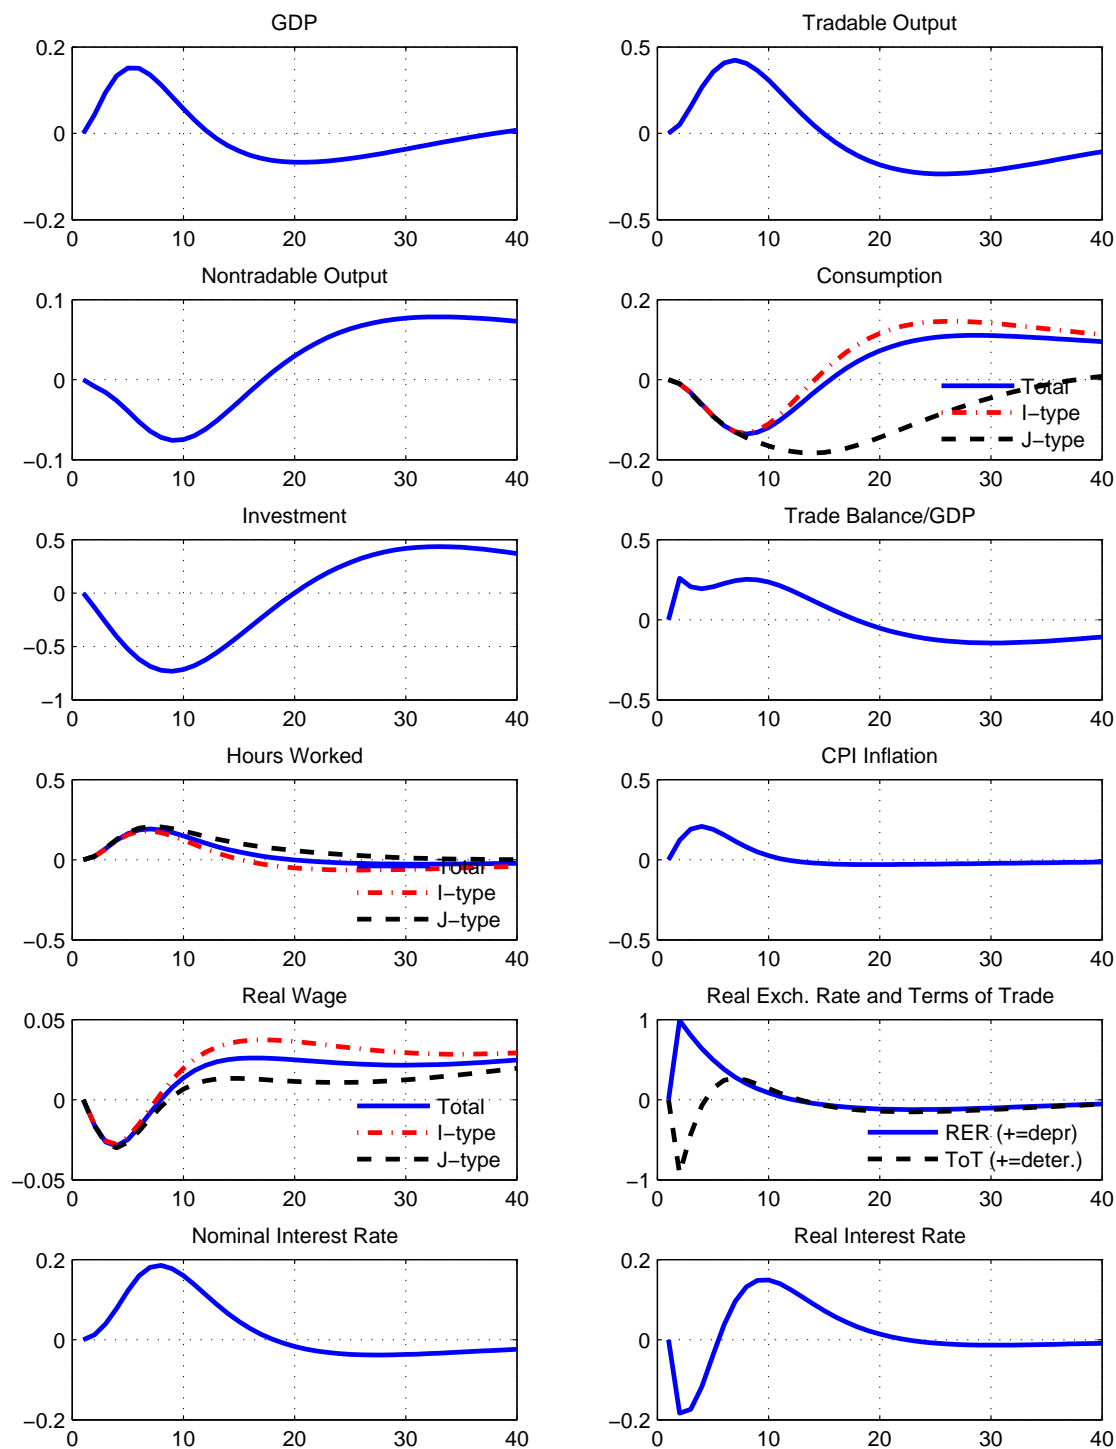 GDP
0.2
0
−0.2
0 10 20 30 40
Tradable Output
0.5
0
−0.5
0 10 20 30 40
Nontradable Output
0.1
0
−0.1
0 10 20 30 40
Consumption
0.2
0
−0.2
0 10 20 30 40
Total
I−type
J−type
Investment
0.5
0
−0.5
−1
0 10 20 30 40
Trade Balance/GDP
0.5
0
−0.5
0 10 20 30 40
Hours Worked
0.5
0
−0.5
0 10 20 30 40
Total
I−type
J−type
CPI Inflation
0.5
0
−0.5
0 10 20 30 40
Real Wage
0.05
0
−0.05
0 10 20 30 40
Total
I−type
J−type
Real Exch. Rate and Terms of Trade
1
0
−1
0 10 20 30 40
RER (+=depr)
ToT (+=deter.)
Nominal Interest Rate
0.2
0
−0.2
0 10 20 30 40
Real Interest Rate
0.2
0
−0.2
0 10 20 30 40